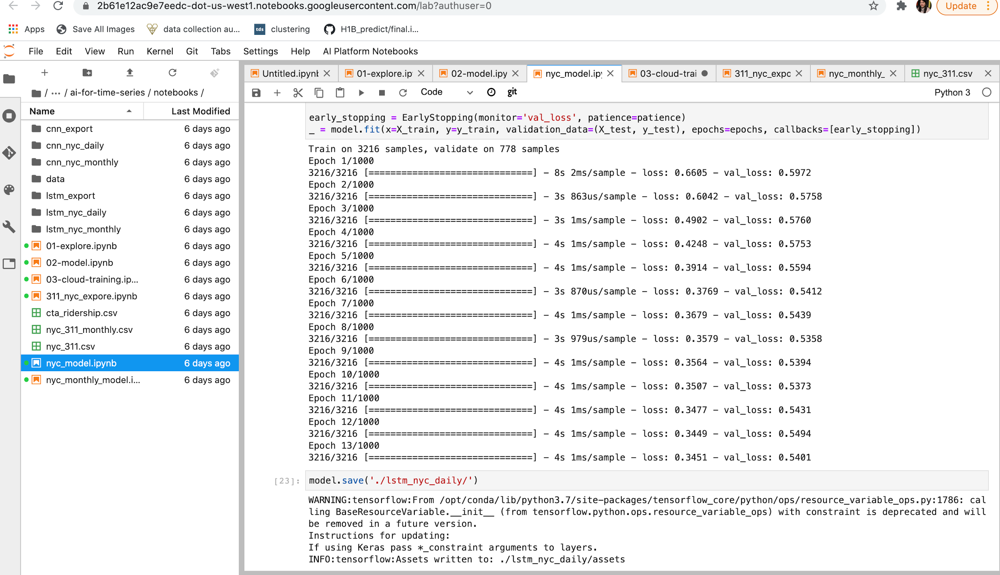 2b61e12ac9e7eedc-dot-us-west1.notebooks.googleusercontent.com/lab?authuser=0
Update
Apps
Save All Images
data collection au...
tds
clustering
H1B_predict/final.i...
File Edit View Run Kernel Git Tabs Settings Help AI Platform Notebooks
Untitled.ipynb
01-explore.ip
02-model.ipy
nyc_model.ipy
03-cloud-trai
311_nyc_expo
nyc_monthly_
nyc_311.csv
Code
git
Python 3
/ ... / ai-for-time-series / notebooks /
Name Last Modified
cnn_export 6 days ago
cnn_nyc_daily 6 days ago
cnn_nyc_monthly 6 days ago
data 6 days ago
lstm_export 6 days ago
lstm_nyc_daily 6 days ago
lstm_nyc_monthly 6 days ago
01-explore.ipynb 6 days ago
02-model.ipynb 6 days ago
03-cloud-training.ip... 6 days ago
311_nyc_expore.ipynb 6 days ago
cta_ridership.csv 6 days ago
nyc_311_monthly.csv 6 days ago
nyc_311.csv 6 days ago
nyc_model.ipynb 6 days ago
nyc_monthly_model.i... 6 days ago
early_stopping = EarlyStopping(monitor='val_loss', patience=patience)
_ = model.fit(x=X_train, y=y_train, validation_data=(X_test, y_test), epochs=epochs, callbacks=[early_stopping])
Train on 3216 samples, validate on 778 samples
Epoch 1/1000
3216/3216 [==============================] - 8s 2ms/sample - loss: 0.6605 - val_loss: 0.5972
Epoch 2/1000
3216/3216 [==============================] - 3s 863us/sample - loss: 0.6042 - val_loss: 0.5758
Epoch 3/1000
3216/3216 [==============================] - 3s 1ms/sample - loss: 0.4902 - val_loss: 0.5760
Epoch 4/1000
3216/3216 [==============================] - 4s 1ms/sample - loss: 0.4248 - val_loss: 0.5753
Epoch 5/1000
3216/3216 [==============================] - 4s 1ms/sample - loss: 0.3914 - val_loss: 0.5594
Epoch 6/1000
3216/3216 [==============================] - 3s 870us/sample - loss: 0.3769 - val_loss: 0.5412
Epoch 7/1000
3216/3216 [==============================] - 4s 1ms/sample - loss: 0.3679 - val_loss: 0.5439
Epoch 8/1000
3216/3216 [==============================] - 3s 979us/sample - loss: 0.3579 - val_loss: 0.5358
Epoch 9/1000
3216/3216 [==============================] - 4s 1ms/sample - loss: 0.3564 - val_loss: 0.5394
Epoch 10/1000
3216/3216 [==============================] - 4s 1ms/sample - loss: 0.3507 - val_loss: 0.5373
Epoch 11/1000
3216/3216 [==============================] - 4s 1ms/sample - loss: 0.3477 - val_loss: 0.5431
Epoch 12/1000
3216/3216 [==============================] - 4s 1ms/sample - loss: 0.3449 - val_loss: 0.5494
Epoch 13/1000
3216/3216 [==============================] - 4s 1ms/sample - loss: 0.3451 - val_loss: 0.5401
[23]: model.save('./lstm_nyc_daily/')
WARNING:tensorflow:From /opt/conda/lib/python3.7/site-packages/tensorflow_core/python/ops/resource_variable_ops.py:1786: cal
ling BaseResourceVariable.__init__ (from tensorflow.python.ops.resource_variable_ops) with constraint is deprecated and will
be removed in a future version.
Instructions for updating:
If using Keras pass *_constraint arguments to layers.
INFO:tensorflow:Assets written to: ./lstm_nyc_daily/assets